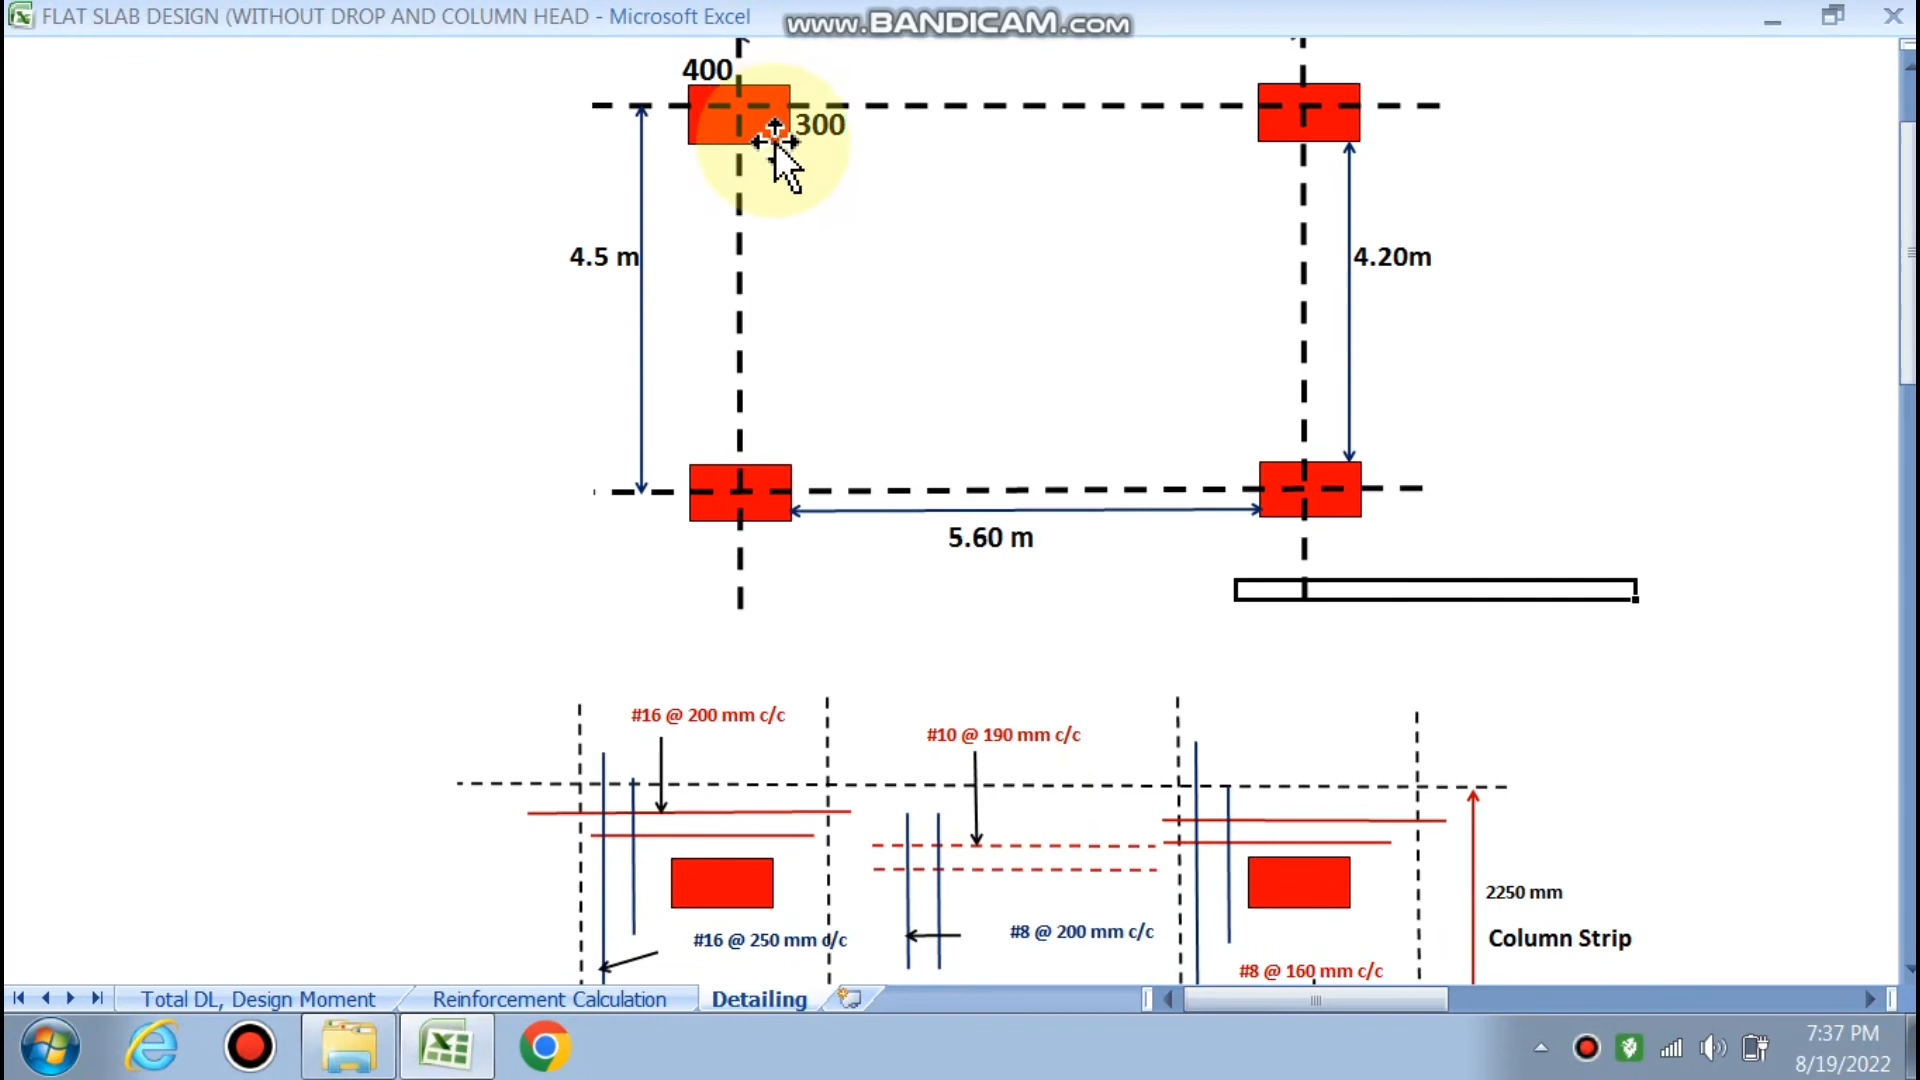 FLAT SLAB DESIGN (WITHOUT DROP AND COLUMN HEAD - Microsoft Excel
www.BANDICAM.com
400
300
4.5 m
4.20m
5.60 m
#16 @ 200 mm c/c
#10 @ 190 mm c/c
2250 mm
#8 @ 200 mm c/c
#16 @ 250 mm c/c
Column Strip
#8 @ 160 mm c/c
Total DL, Design Moment
Reinforcement Calculation
Detailing
7:37 PM
8/19/2022